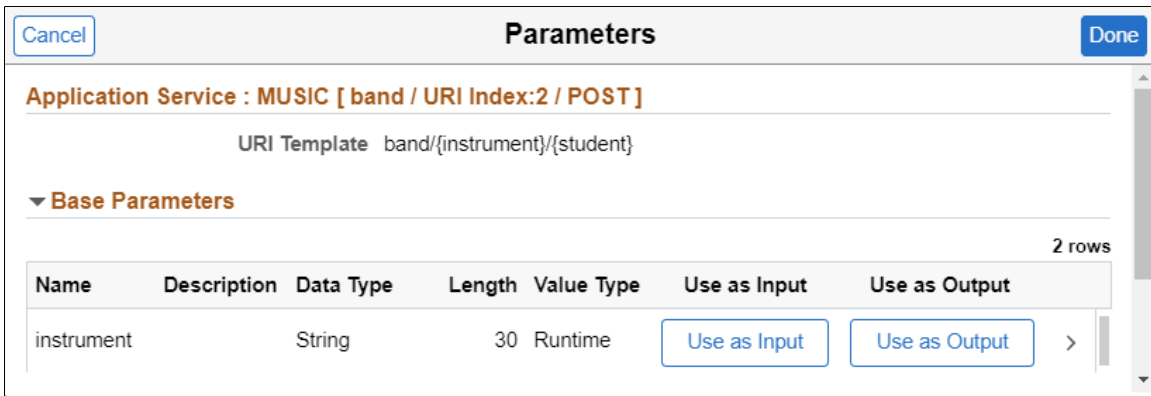 Cancel Parameters Done
Application Service : MUSIC [ band / URI Index:2 / POST ]
URI Template band/{instrument}/{student}
Base Parameters
2 rows
Name Description Data Type Length Value Type Use as Input Use as Output
instrument String 30 Runtime Use as Input Use as Output